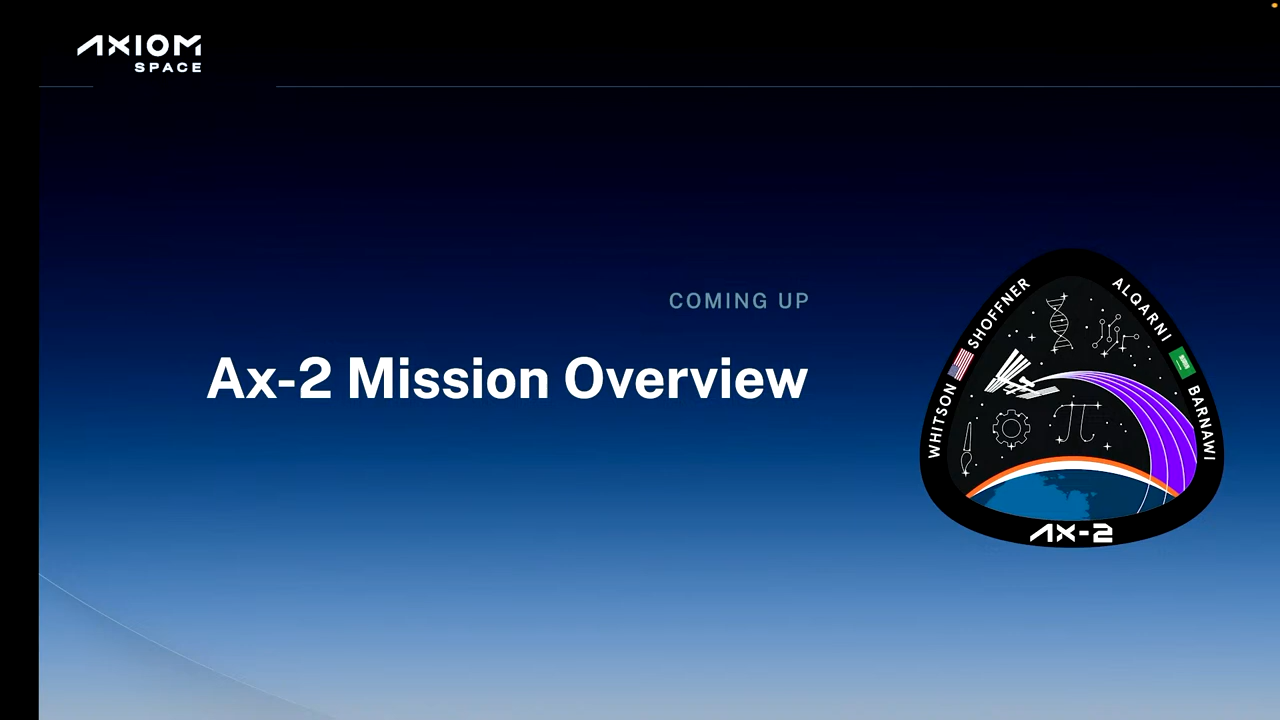 AXIOM
SPACE
COMING UP
Ax-2 Mission Overview
WHITSON SHOFFNER
ALQARNI BARNAWI
AX-2